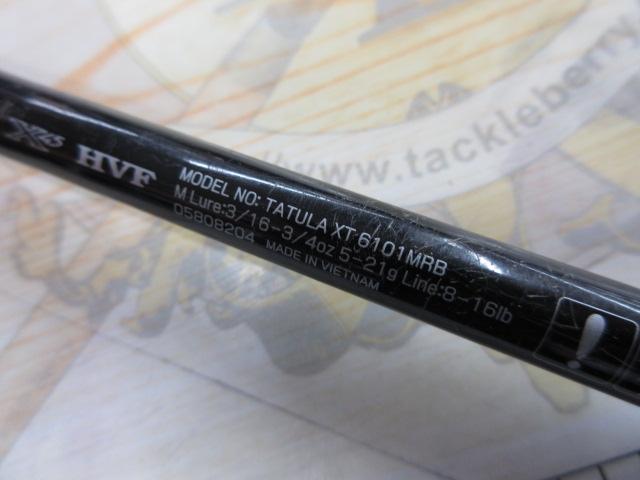 X45 HVF
MODEL NO: TATULA XT 6101MRB
M Lure:3/16-3/4oz 5-21g Line:8-16lb
05808204 MADE IN VIETNAM
!
www.tackleberry